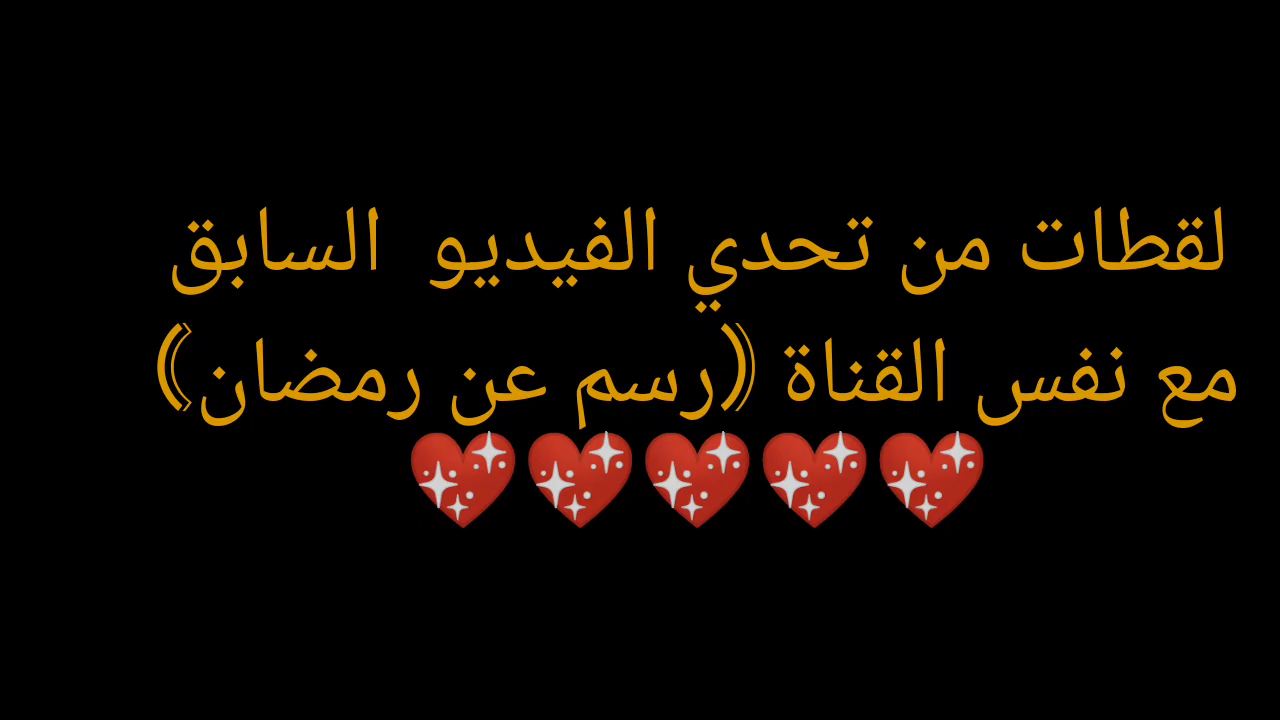 لقطات من تحدي الفيديو السابق
مع نفس القناة ((رسم عن رمضان))
💖💖💖💖💖